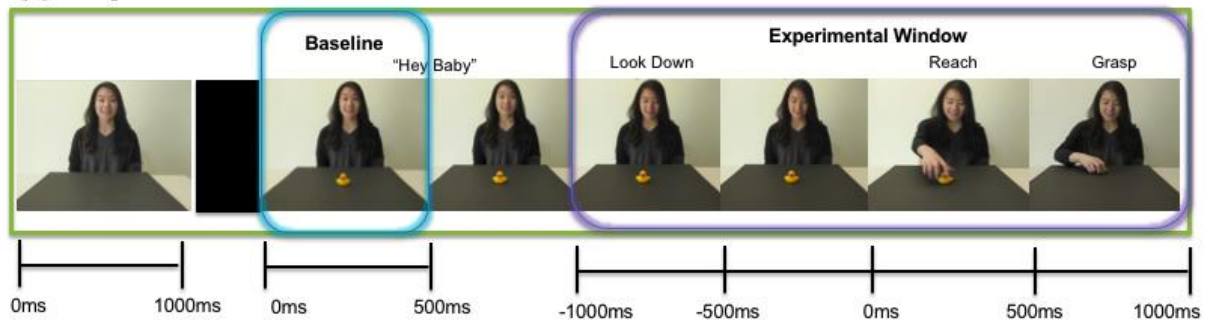 Baseline
Experimental Window
"Hey Baby"
Look Down
Reach
Grasp
0ms
1000ms
0ms
500ms
-1000ms
-500ms
0ms
500ms
1000ms